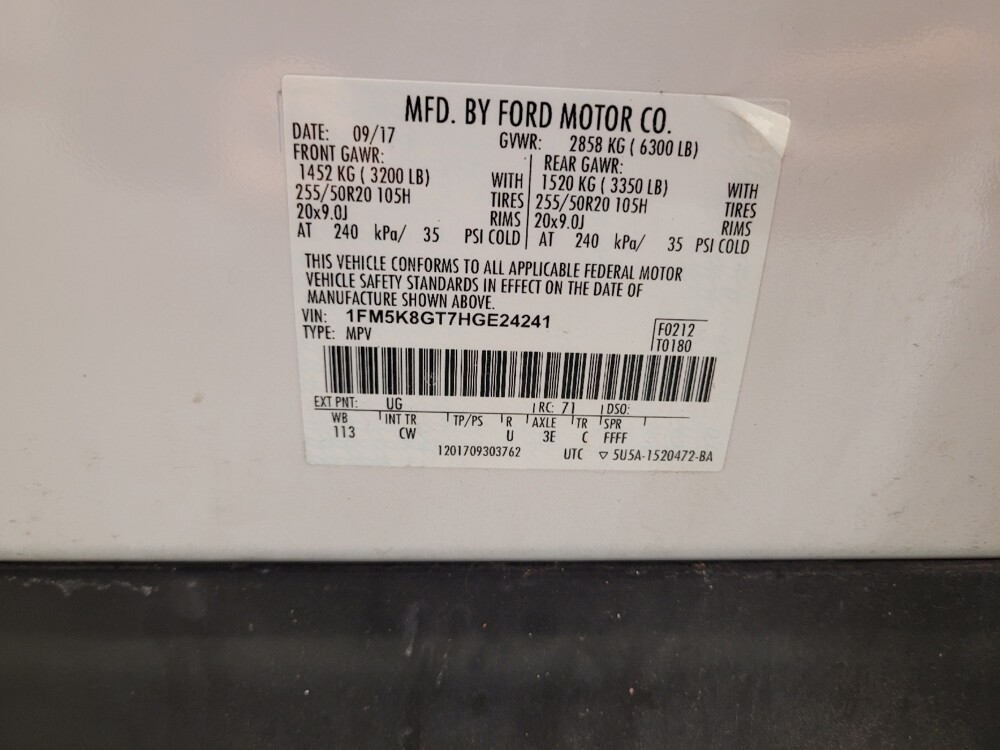 MFD. BY FORD MOTOR CO.
DATE: 09/17 GVWR: 2858 KG ( 6300 LB)
FRONT GAWR: REAR GAWR:
1452 KG ( 3200 LB) WITH 1520 KG ( 3350 LB) WITH
255/50R20 105H TIRES 255/50R20 105H TIRES
20x9.0J RIMS 20x9.0J RIMS
AT 240 kPa/ 35 PSI COLD AT 240 kPa/ 35 PSI COLD
THIS VEHICLE CONFORMS TO ALL APPLICABLE FEDERAL MOTOR
VEHICLE SAFETY STANDARDS IN EFFECT ON THE DATE OF
MANUFACTURE SHOWN ABOVE.
VIN: 1FM5K8GT7HGE24241
TYPE: MPV
F0212
T0180
EXT PNT: UG RC: 71 DSO:
WB INT TR TP/PS R AXLE TR SPR
113 CW U 3E C FFFF
1201709303762 UTC ▽ 5U5A-1520472-BA